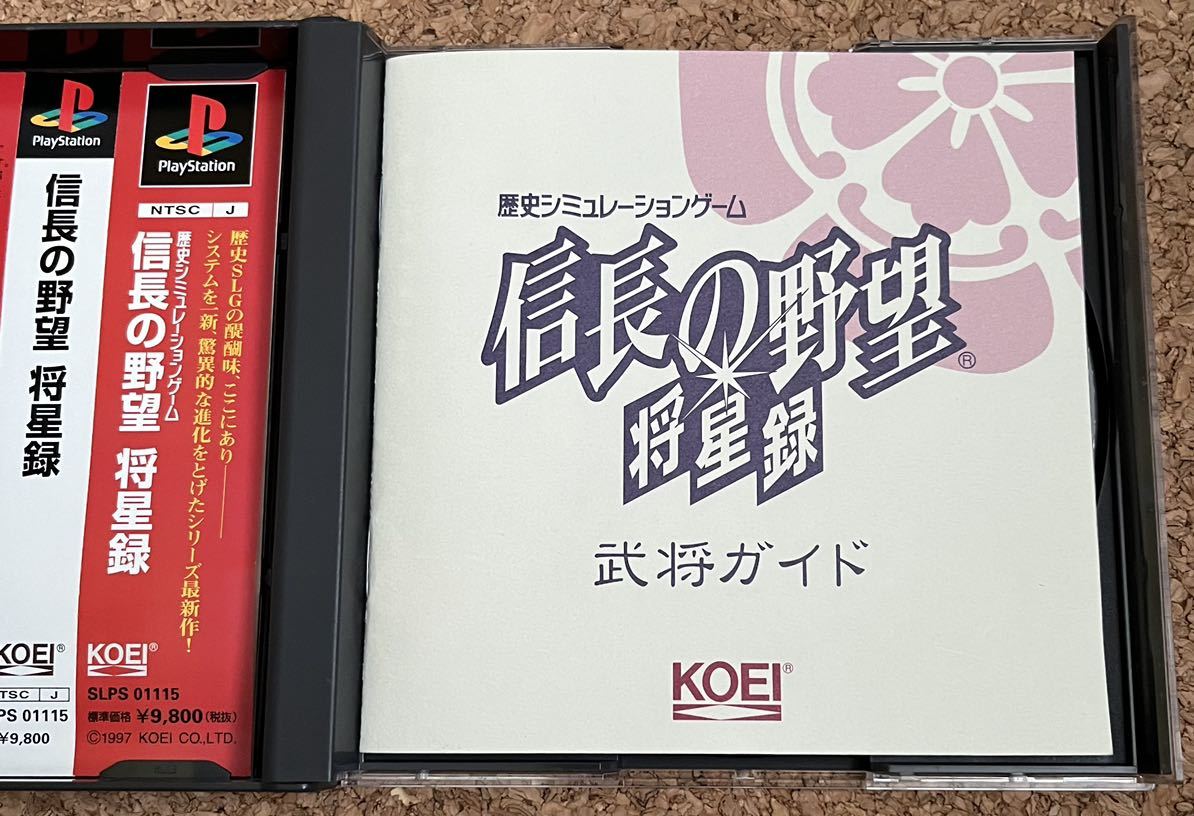 PlayStation
信長の野望 将星録
KOEI®
TSC J
PS 01115
¥9,800
PlayStation
NTSC J
歴史SLGの醍醐味、ここにあり――
システムを一新、驚異的な進化をとげたシリーズ最新作!
歴史シミュレーションゲーム
信長の野望 将星録
KOEI®
SLPS 01115
標準価格 ¥9,800(税抜)
©1997 KOEI CO.,LTD.
歴史シミュレーションゲーム
信長の野望®
将星録
武将ガイド
KOEI®